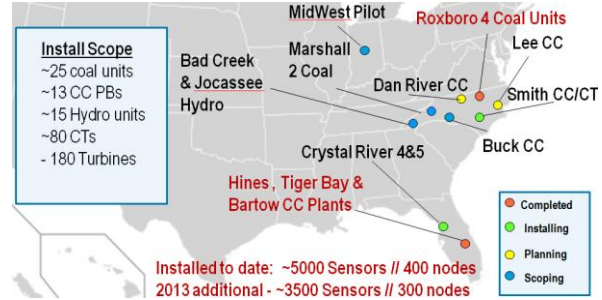 MidWest Pilot
Roxboro 4 Coal Units
Install Scope
~25 coal units
~13 CC PBs
~15 Hydro units
~80 CTs
- 180 Turbines
Bad Creek
& Jocassee
Hydro
Marshall
2 Coal
Lee CC
Dan River CC
Smith CC/CT
Buck CC
Crystal River 4&5
Hines , Tiger Bay &
Bartow CC Plants
Completed
Installing
Planning
Scoping
Installed to date: ~5000 Sensors // 400 nodes
2013 additional - ~3500 Sensors // 300 nodes